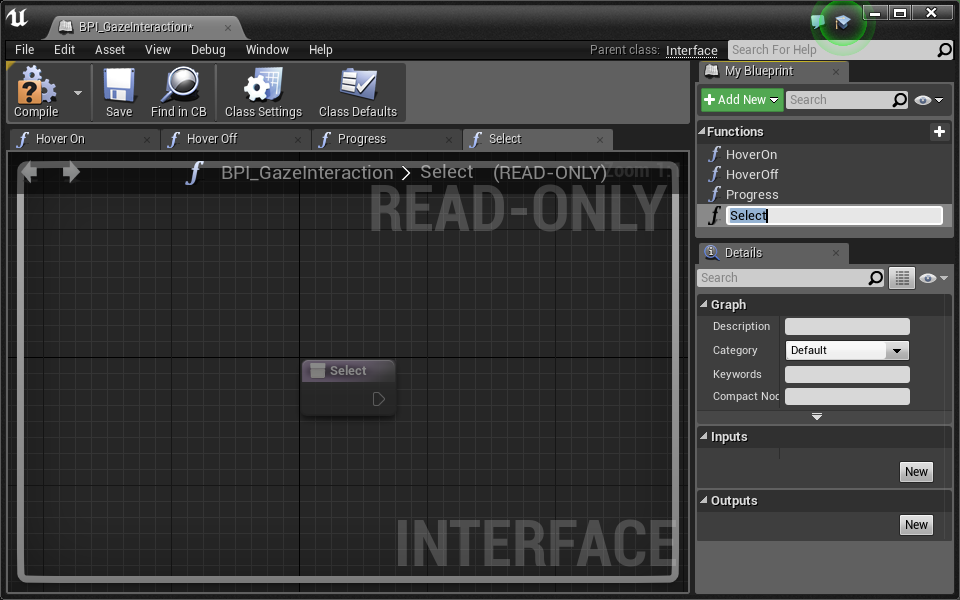 BPI_GazeInteraction*
File Edit Asset View Debug Window Help
Parent class: Interface
Search For Help
Compile Save Find in CB Class Settings Class Defaults
Hover On Hover Off Progress Select
BPI_GazeInteraction > Select (READ-ONLY)
READ-ONLY
Select
INTERFACE
My Blueprint
Add New
Search
Functions
HoverOn
HoverOff
Progress
Select
Details
Search
Graph
Description
Category Default
Keywords
Compact Noc
Inputs
New
Outputs
New